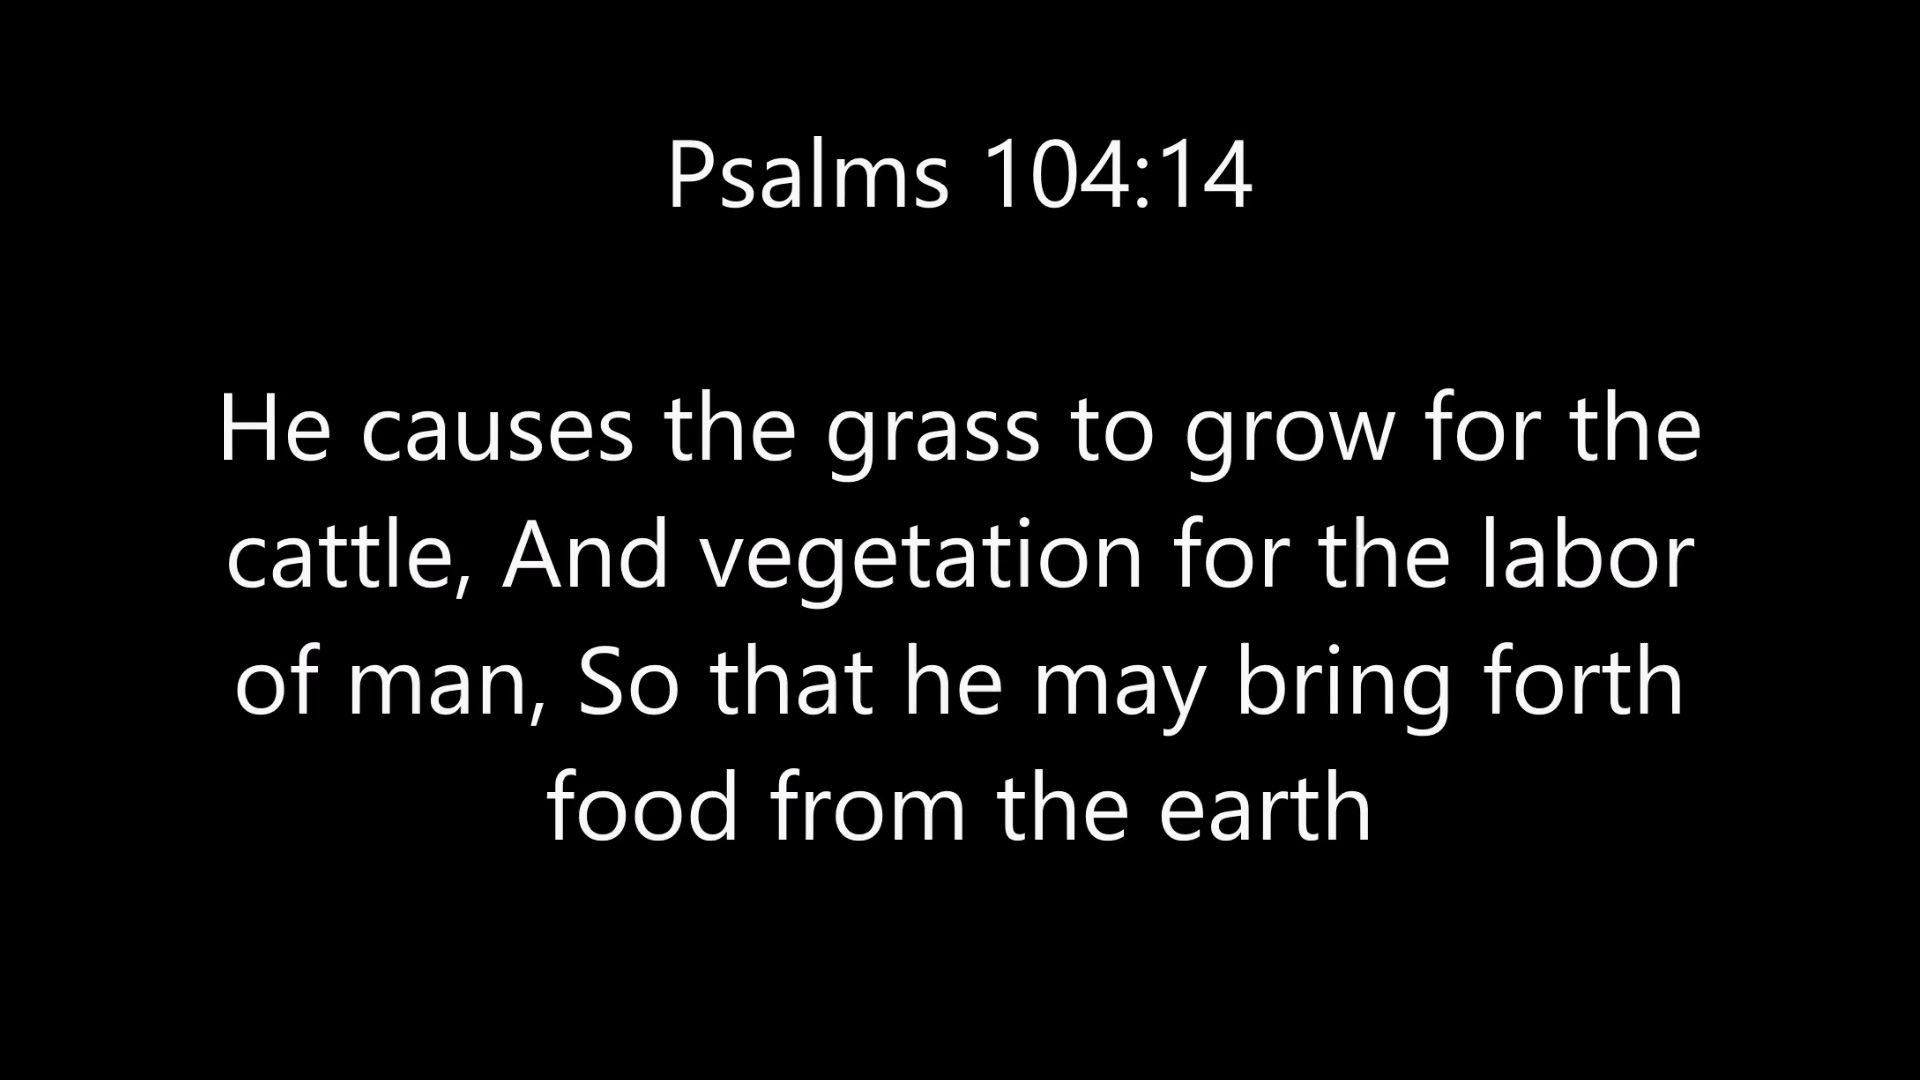 Psalms 104:14
He causes the grass to grow for the
cattle, And vegetation for the labor
of man, So that he may bring forth
food from the earth